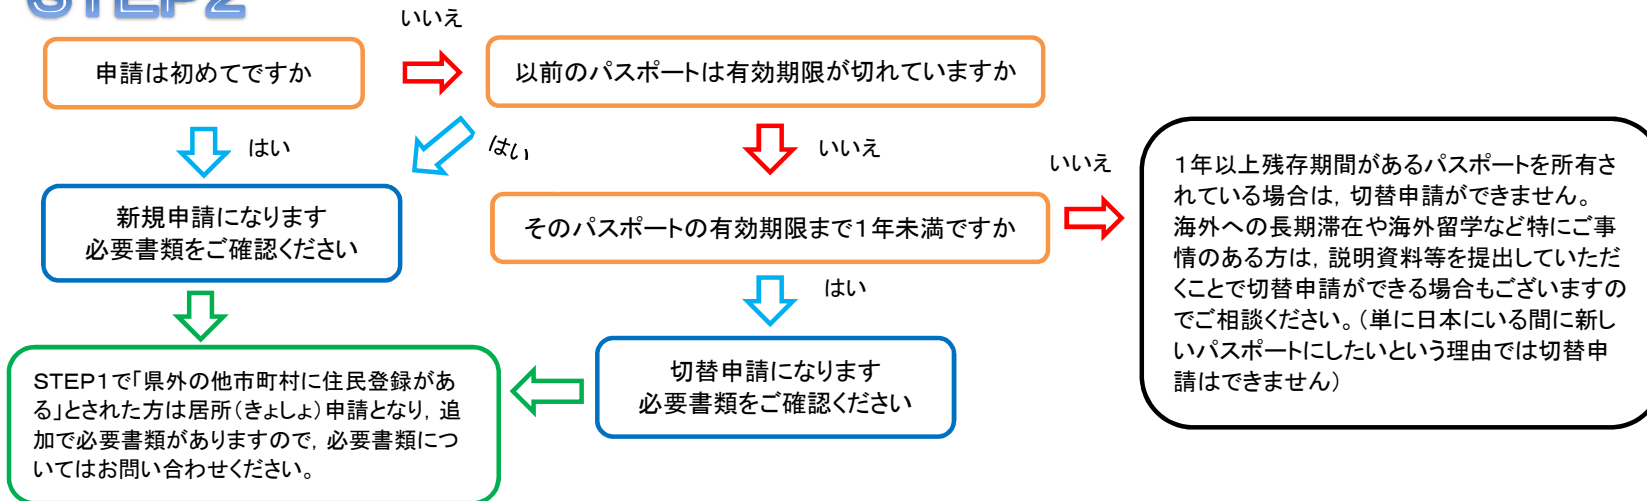 STEP2
いいえ
申請は初めてですか
以前のパスポートは有効期限が切れていますか
はい
はい
いいえ
いいえ
新規申請になります
必要書類をご確認ください
そのパスポートの有効期限まで１年未満ですか
１年以上残存期間があるパスポートを所有さ
れている場合は，切替申請ができません。
海外への長期滞在や海外留学など特にご事
情のある方は，説明資料等を提出していただ
くことで切替申請ができる場合もございますの
でご相談ください。（単に日本にいる間に新し
いパスポートにしたいという理由では切替申
請はできません）
はい
切替申請になります
必要書類をご確認ください
ＳＴＥＰ１で「県外の他市町村に住民登録があ
る」とされた方は居所（きょしょ）申請となり，追
加で必要書類がありますので，必要書類につ
いてはお問い合わせください。